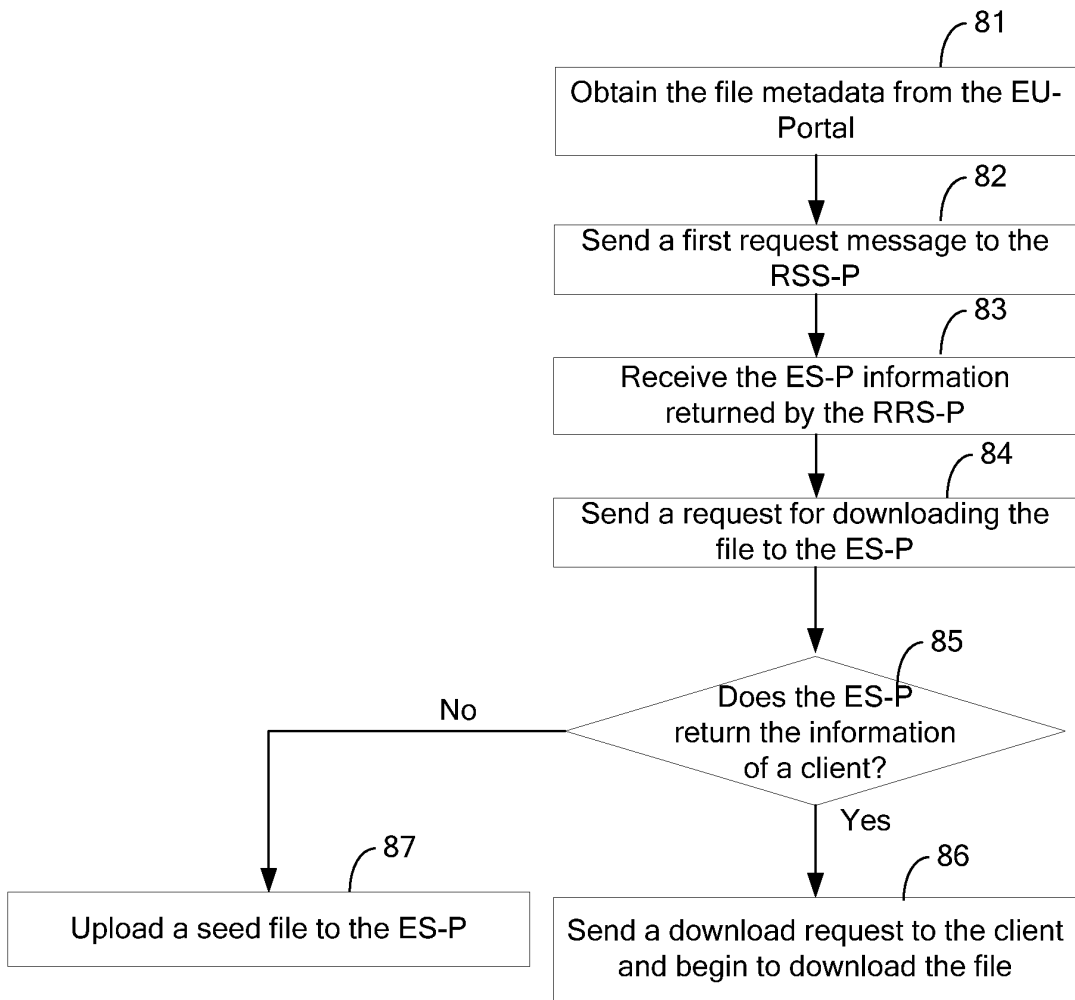 81
Obtain the file metadata from the EU-
Portal
82
Send a first request message to the
RSS-P
83
Receive the ES-P information
returned by the RRS-P
84
Send a request for downloading the
file to the ES-P
85
Does the ES-P
return the information
of a client?
No
Yes
87
Upload a seed file to the ES-P
86
Send a download request to the client
and begin to download the file